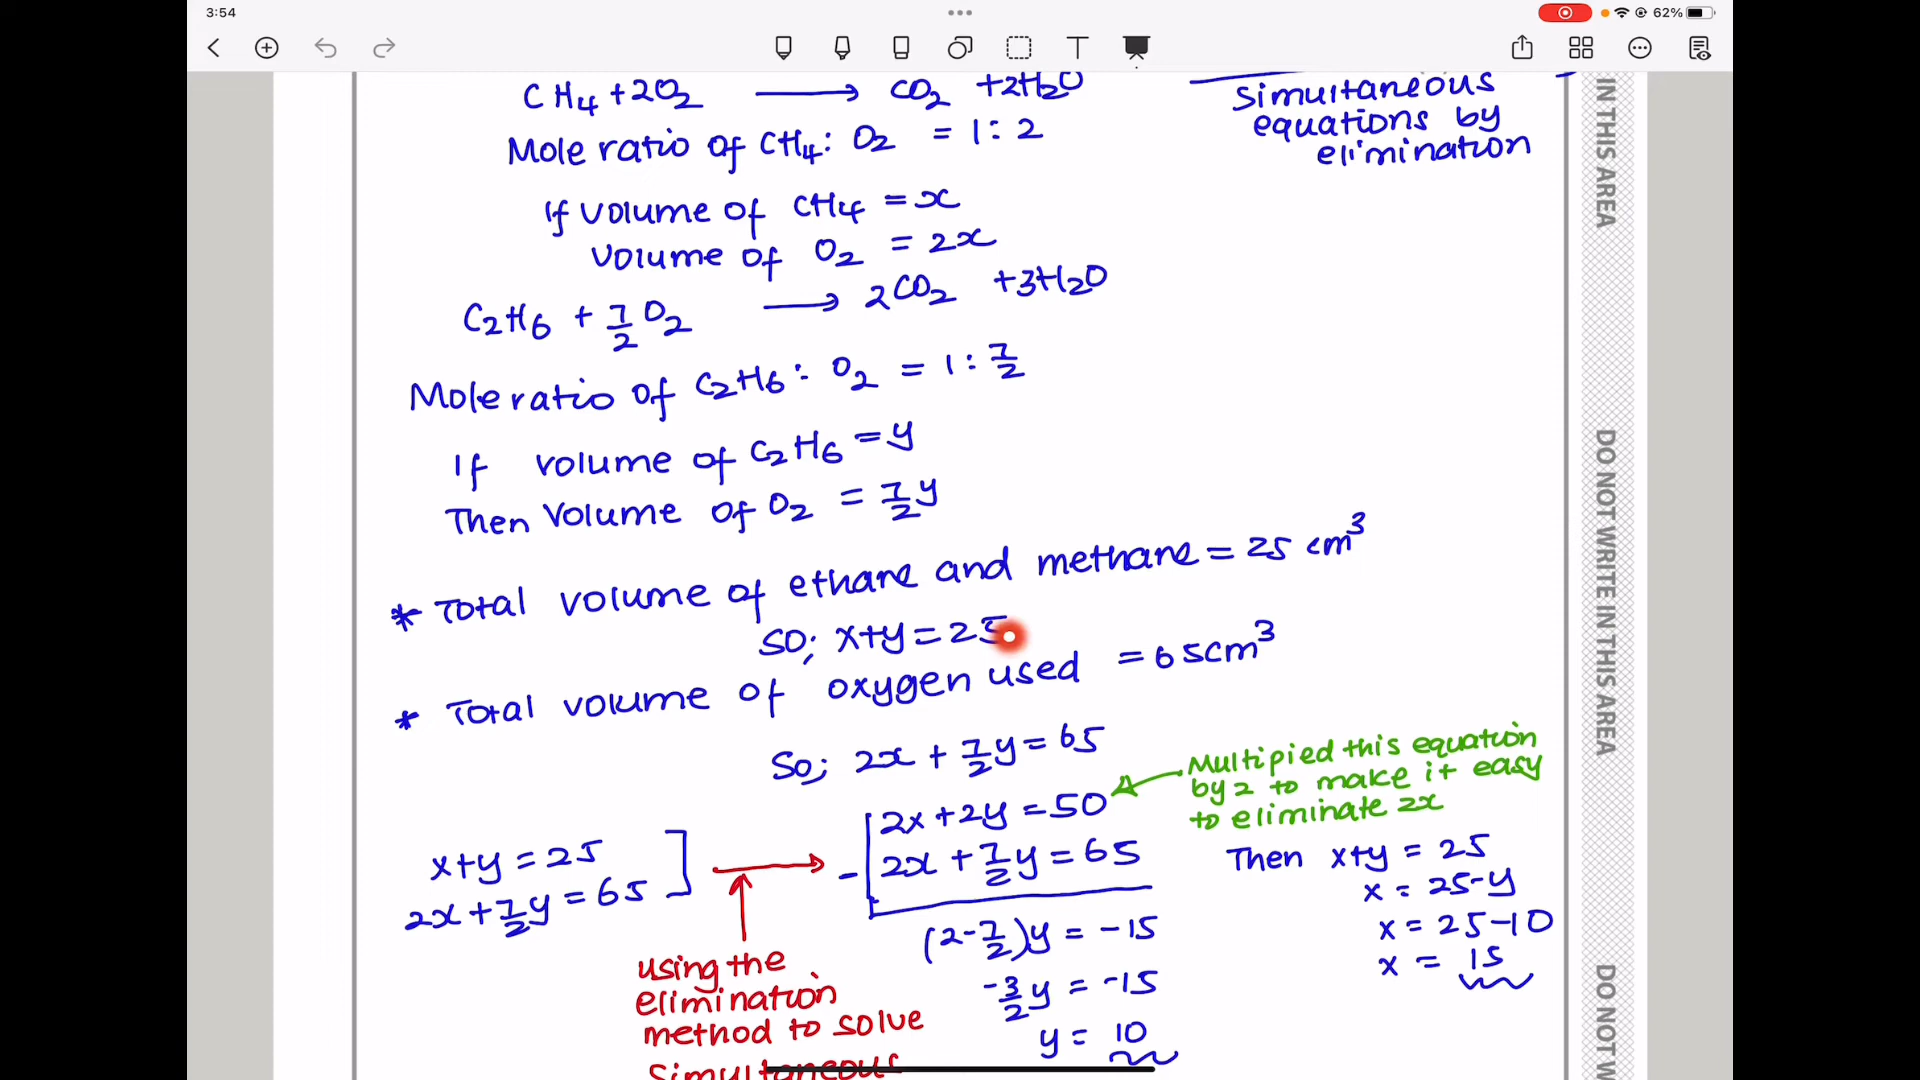 3:54
62%
CH4 + 2O2 → CO2 + 2H2O
Mole ratio of CH4 : O2 = 1 : 2
If volume of CH4 = x
volume of O2 = 2x
C2H6 + 7/2 O2 → 2CO2 + 3H2O
Mole ratio of C2H6 : O2 = 1 : 7/2
If volume of C2H6 = y
Then volume of O2 = 7/2 y
* Total volume of ethane and methane = 25 cm³
SO; x+y = 25
* Total volume of oxygen used = 65cm³
So; 2x + 7/2 y = 65
x+y = 25
2x + 7/2 y = 65
using the
elimination
method to solve
simultaneous
2x + 2y = 50
- 2x + 7/2 y = 65
(2 - 7/2)y = -15
-3/2 y = -15
y = 10
Multipied this equation
by 2 to make it easy
to eliminate 2x
Then x+y = 25
x = 25-y
x = 25-10
x = 15
simultaneous
equations by
elimination
IN THIS AREA
DO NOT WRITE IN THIS AREA
DO NOT W
T